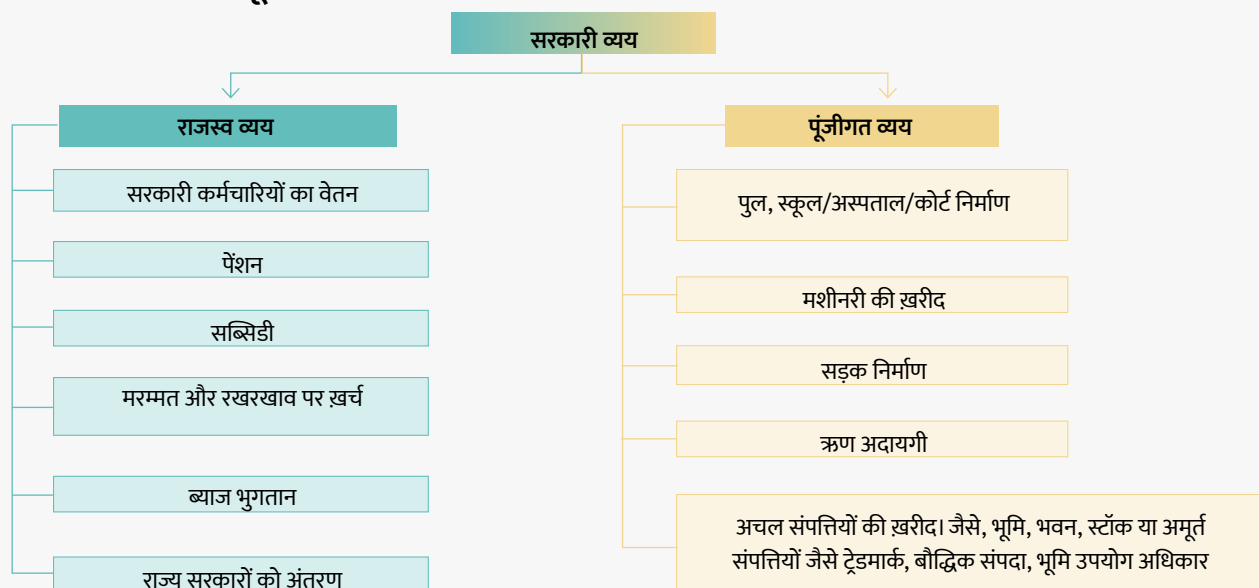 सरकारी व्यय
राजस्व व्यय
सरकारी कर्मचारियों का वेतन
पेंशन
सब्सिडी
मरम्मत और रखरखाव पर ख़र्च
ब्याज भुगतान
राज्य सरकारों को अंतरण
पूंजीगत व्यय
पुल, स्कूल/अस्पताल/कोर्ट निर्माण
मशीनरी की ख़रीद
सड़क निर्माण
ऋण अदायगी
अचल संपत्तियों की ख़रीद। जैसे, भूमि, भवन, स्टॉक या अमूर्त
संपत्तियों जैसे ट्रेडमार्क, बौद्धिक संपदा, भूमि उपयोग अधिकार